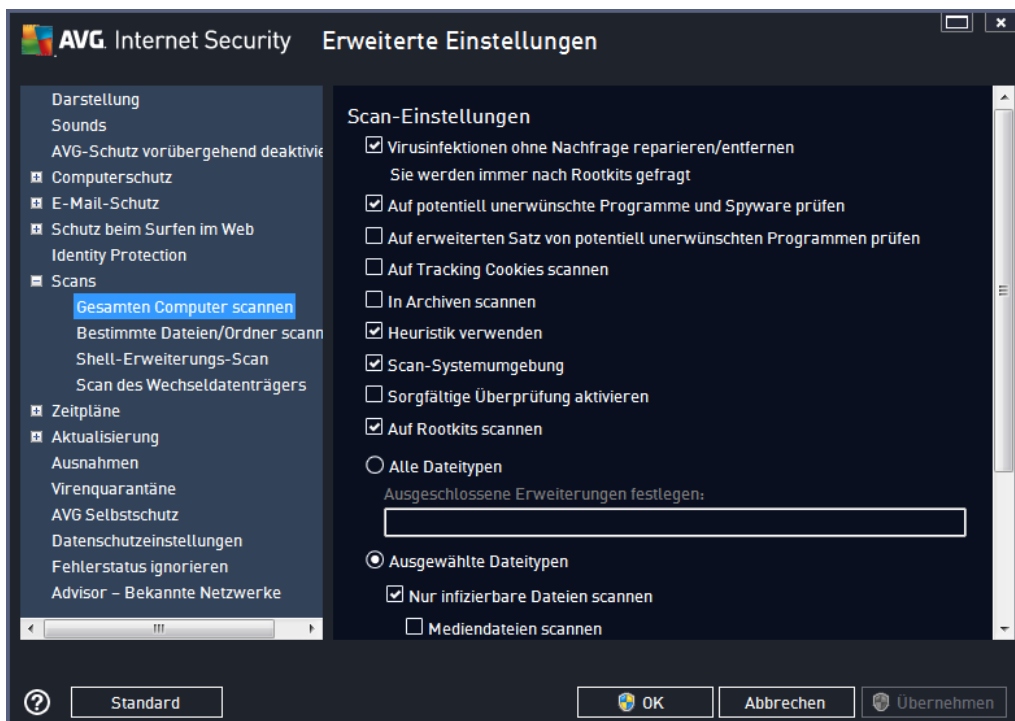 AVG. Internet Security Erweiterte Einstellungen
Darstellung
Sounds
AVG-Schutz vorübergehend
Computerschutz
E-Mail-Schutz
Schutz beim Surfen im Web
Identity Protection
Scans
Gesamten Computer scannen
Bestimmte Dateien/Ordner scann
Shell-Erweiterungs-Scan
Scan des Wechseldatenträgers
Zeitpläne
Aktualisierung
Ausnahmen
Virenquarantäne
AVG Selbstschutz
Datenschutzeinstellungen
Fehlerstatus ignorieren
Advisor – Bekannte Netzwerke
Scan-Einstellungen
Virusinfektionen ohne Nachfrage reparieren/entfernen
Sie werden immer nach Rootkits gefragt
Auf potentiell unerwünschte Programme und Spyware prüfen
Auf erweiterten Satz von potentiell unerwünschten Programmen prüfen
Auf Tracking Cookies scannen
In Archiven scannen
Heuristik verwenden
Scan-Systemumgebung
Sorgfältige Überprüfung aktivieren
Auf Rootkits scannen
Alle Dateitypen
Ausgeschlossene Erweiterungen festlegen:
Ausgewählte Dateitypen
Nur infizierbare Dateien scannen
Mediendateien scannen
Standard
OK
Abbrechen
Übernehmen